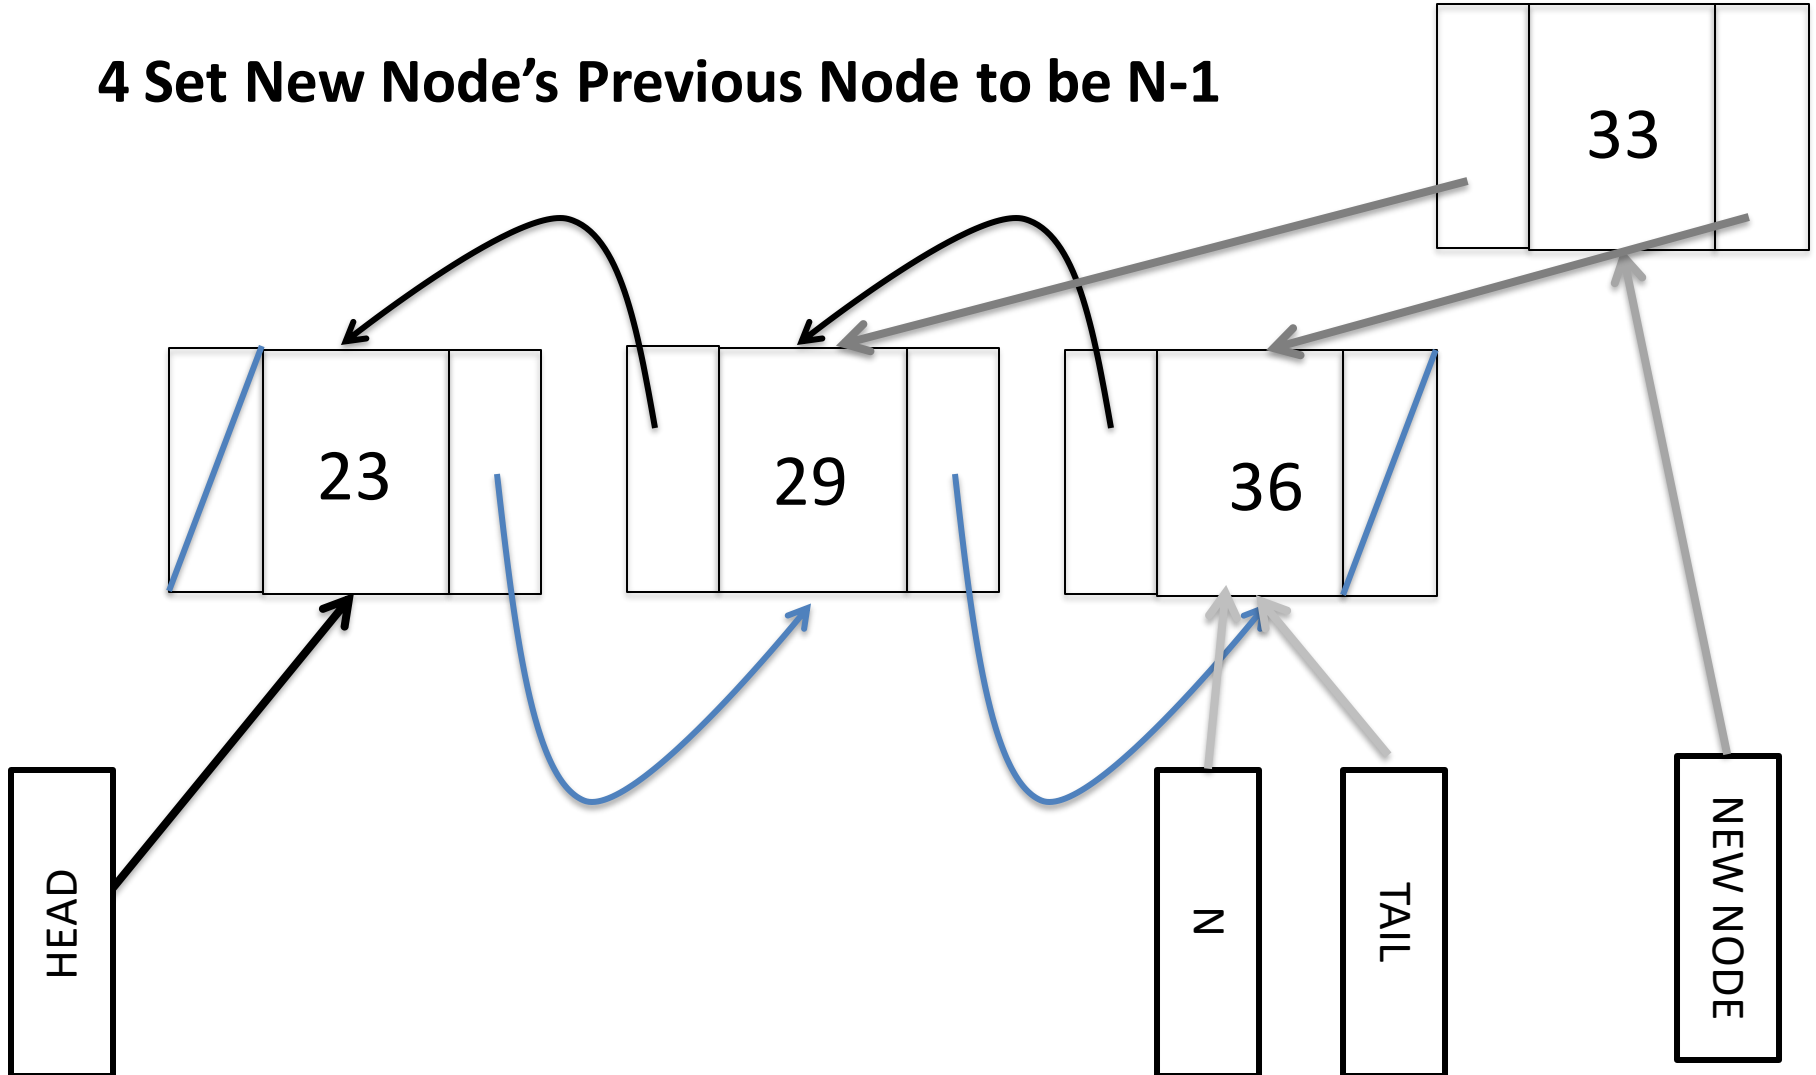 4 Set New Node’s Previous Node to be N-1
33
23
29
36
HEAD
N
TAIL
NEW NODE